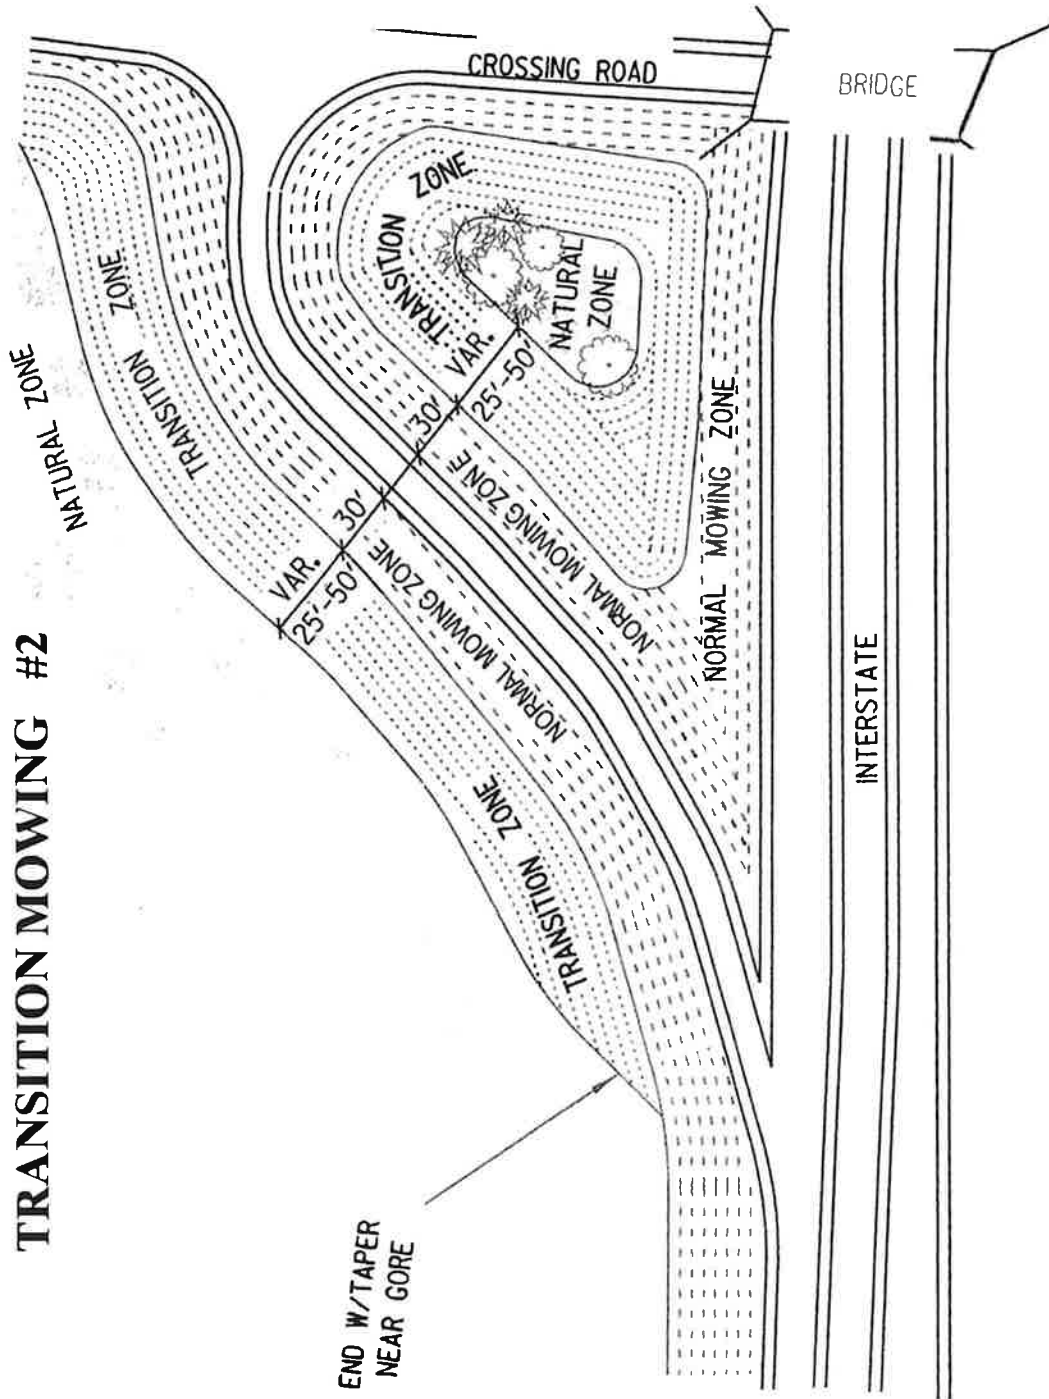 TRANSITION MOWING #2
NATURAL ZONE
TRANSITION ZONE
VAR.
25'-50'
30'
NORMAL MOWING ZONE
TRANSITION ZONE
END W/TAPER
NEAR GORE
CROSSING ROAD
BRIDGE
TRANSITION ZONE
NATURAL
ZONE
VAR.
25'-50'
30'
NORMAL MOWING ZONE
NORMAL MOWING ZONE
INTERSTATE